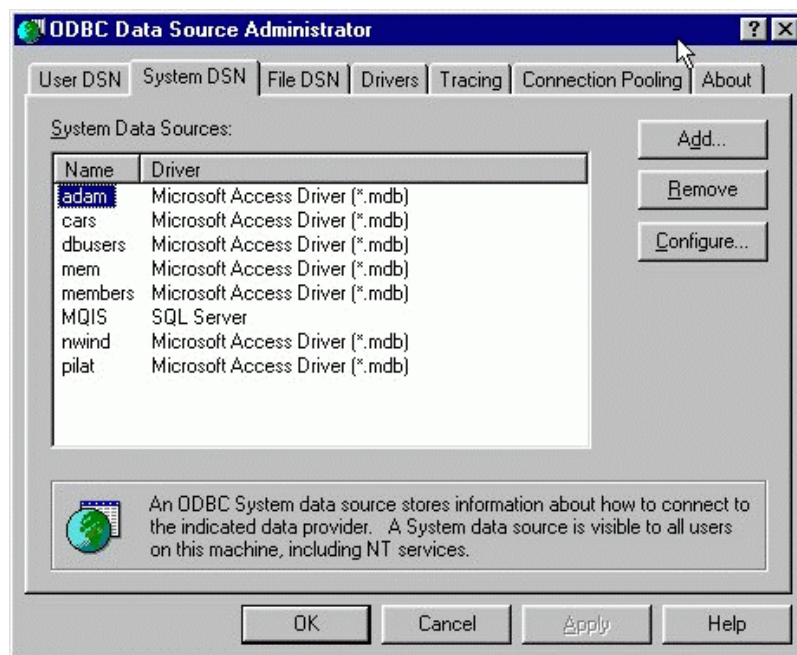 ODBC Data Source Administrator
User DSN System DSN File DSN Drivers Tracing Connection Pooling About
System Data Sources:
Add...
Name Driver
adam Microsoft Access Driver (*.mdb)
Remove
cars Microsoft Access Driver (*.mdb)
dbusers Microsoft Access Driver (*.mdb)
Configure...
mem Microsoft Access Driver (*.mdb)
members Microsoft Access Driver (*.mdb)
MQIS SQL Server
nwind Microsoft Access Driver (*.mdb)
pilat Microsoft Access Driver (*.mdb)
An ODBC System data source stores information about how to connect to
the indicated data provider. A System data source is visible to all users
on this machine, including NT services.
OK Cancel Apply Help